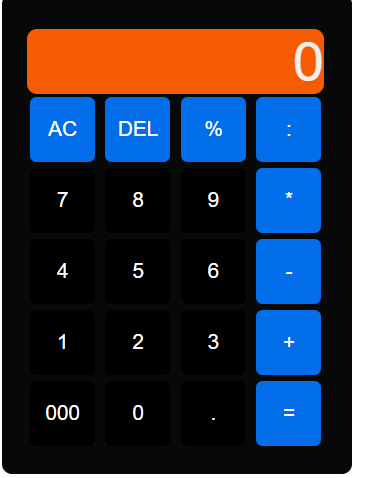 0
AC DEL % :
7 8 9 *
4 5 6 -
1 2 3 +
000 0 . =